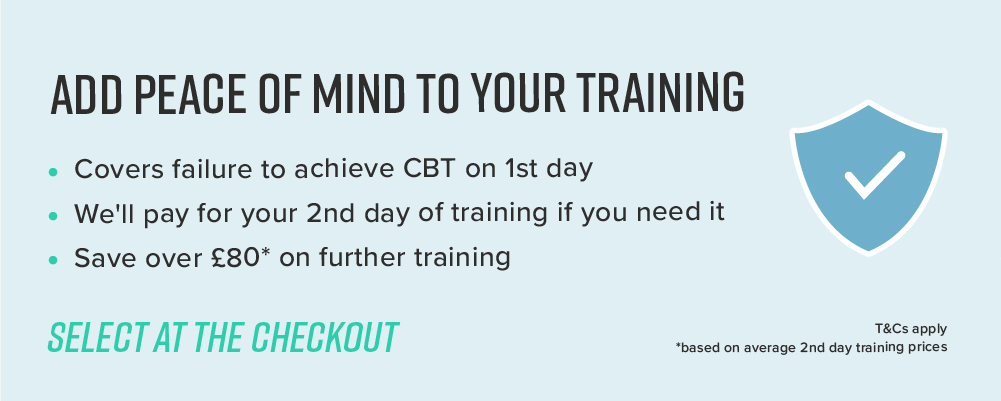 ADD PEACE OF MIND TO YOUR TRAINING
Covers failure to achieve CBT on 1st day
We'll pay for your 2nd day of training if you need it
Save over £80* on further training
SELECT AT THE CHECKOUT
T&Cs apply
*based on average 2nd day training prices